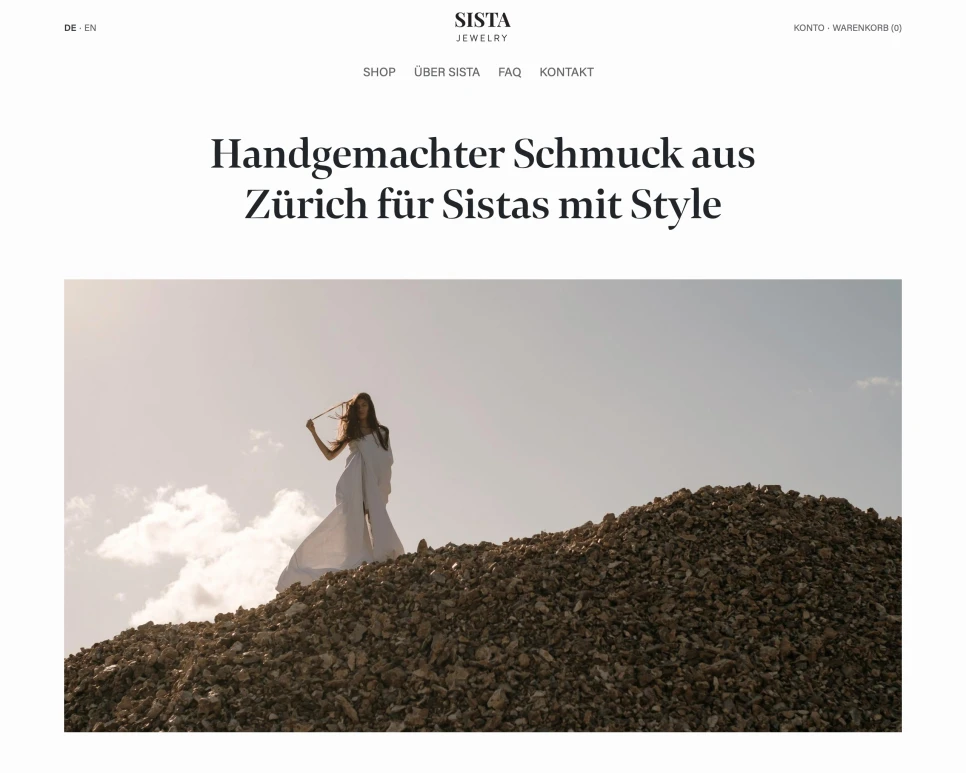 DE · EN
SISTA
JEWELRY
KONTO · WARENKORB (0)
SHOP ÜBER SISTA FAQ KONTAKT
Handgemachter Schmuck aus
Zürich für Sistas mit Style